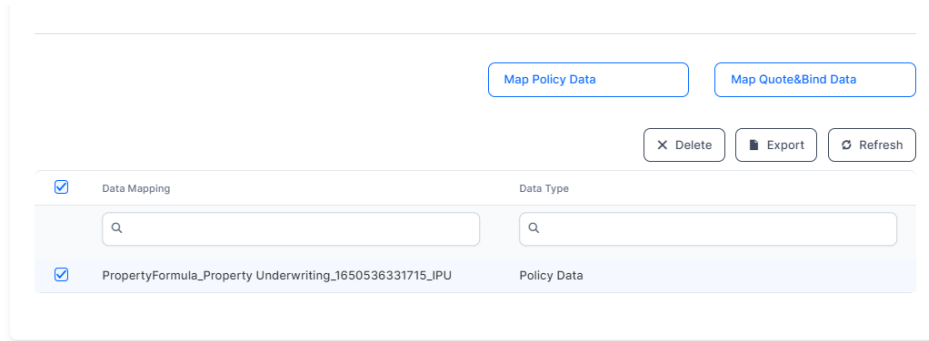 Map Policy Data Map Quote&Bind Data
Delete Export Refresh
Data Mapping Data Type
PropertyFormula_Property Underwriting_1650536331715_IPU Policy Data